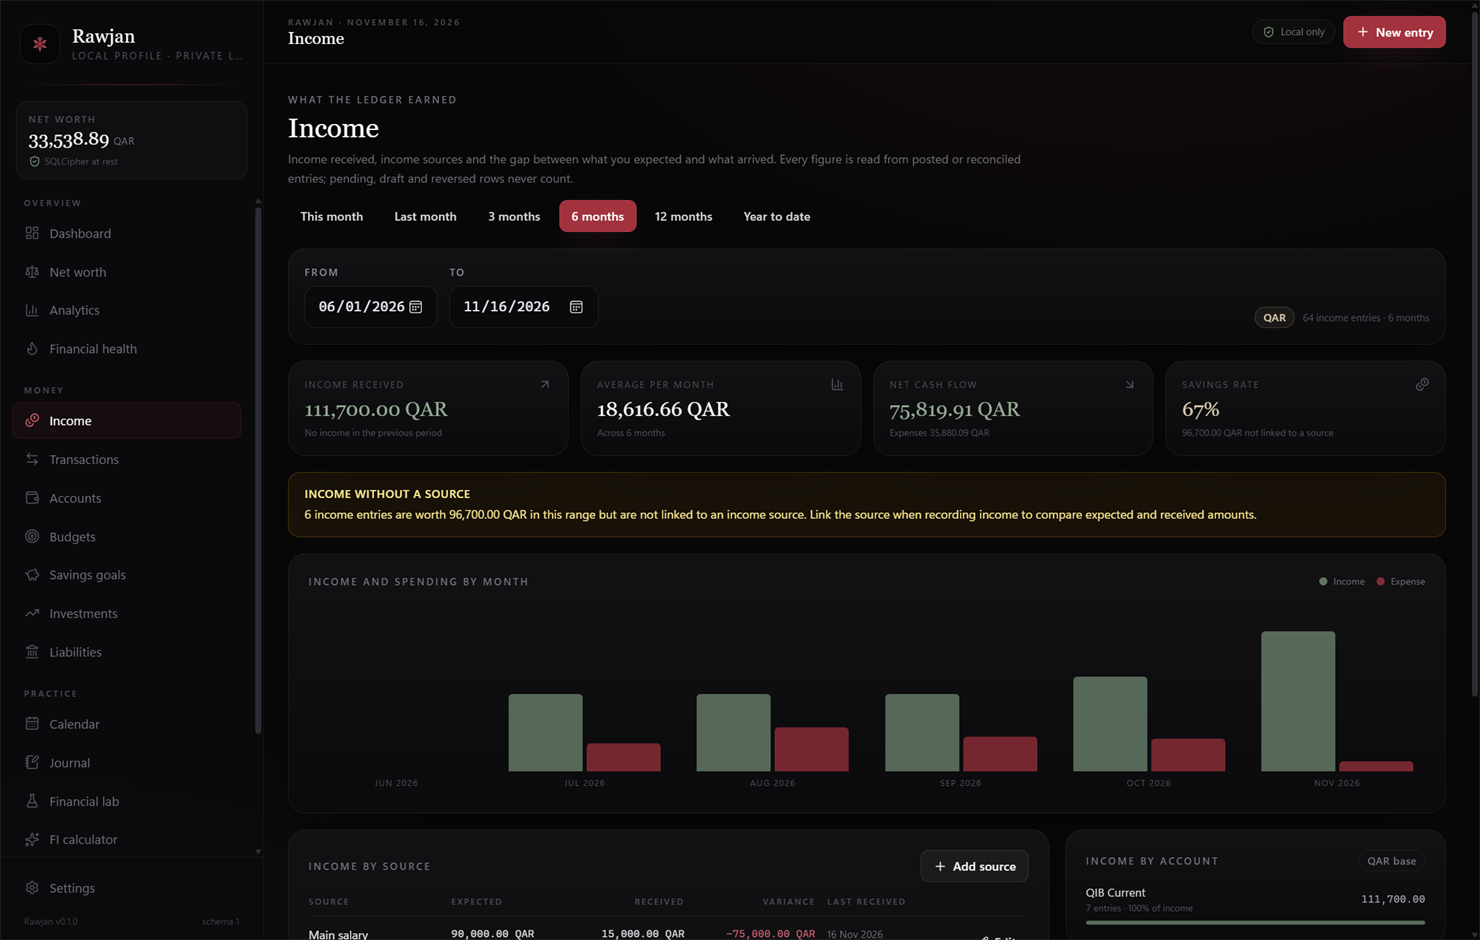 Rawjan
LOCAL PROFILE · PRIVATE L...
NET WORTH
33,538.89 QAR
SQLCipher at rest
OVERVIEW
Dashboard
Net worth
Analytics
Financial health
MONEY
Income
Transactions
Accounts
Budgets
Savings goals
Investments
Liabilities
PRACTICE
Calendar
Journal
Financial lab
FI calculator
Settings
Rawjan v0.1.0 schema 1
RAWJAN · NOVEMBER 16, 2026
Income
Local only
+ New entry
WHAT THE LEDGER EARNED
Income
Income received, income sources and the gap between what you expected and what arrived. Every figure is read from posted or reconciled
entries; pending, draft and reversed rows never count.
This month Last month 3 months 6 months 12 months Year to date
FROM TO
06/01/2026 11/16/2026
QAR 64 income entries · 6 months
INCOME RECEIVED
111,700.00 QAR
No income in the previous period
AVERAGE PER MONTH
18,616.66 QAR
Across 6 months
NET CASH FLOW
75,819.91 QAR
Expenses 35,880.09 QAR
SAVINGS RATE
67%
96,700.00 QAR not linked to a source
INCOME WITHOUT A SOURCE
6 income entries are worth 96,700.00 QAR in this range but are not linked to an income source. Link the source when recording income to compare expected and received amounts.
INCOME AND SPENDING BY MONTH
Income Expense
JUN 2026 JUL 2026 AUG 2026 SEP 2026 OCT 2026 NOV 2026
INCOME BY SOURCE
+ Add source
SOURCE EXPECTED RECEIVED VARIANCE LAST RECEIVED
Main salary 90,000.00 QAR 15,000.00 QAR −75,000.00 QAR 16 Nov 2026 Edit
INCOME BY ACCOUNT
QAR base
QIB Current 111,700.00
7 entries · 100% of income